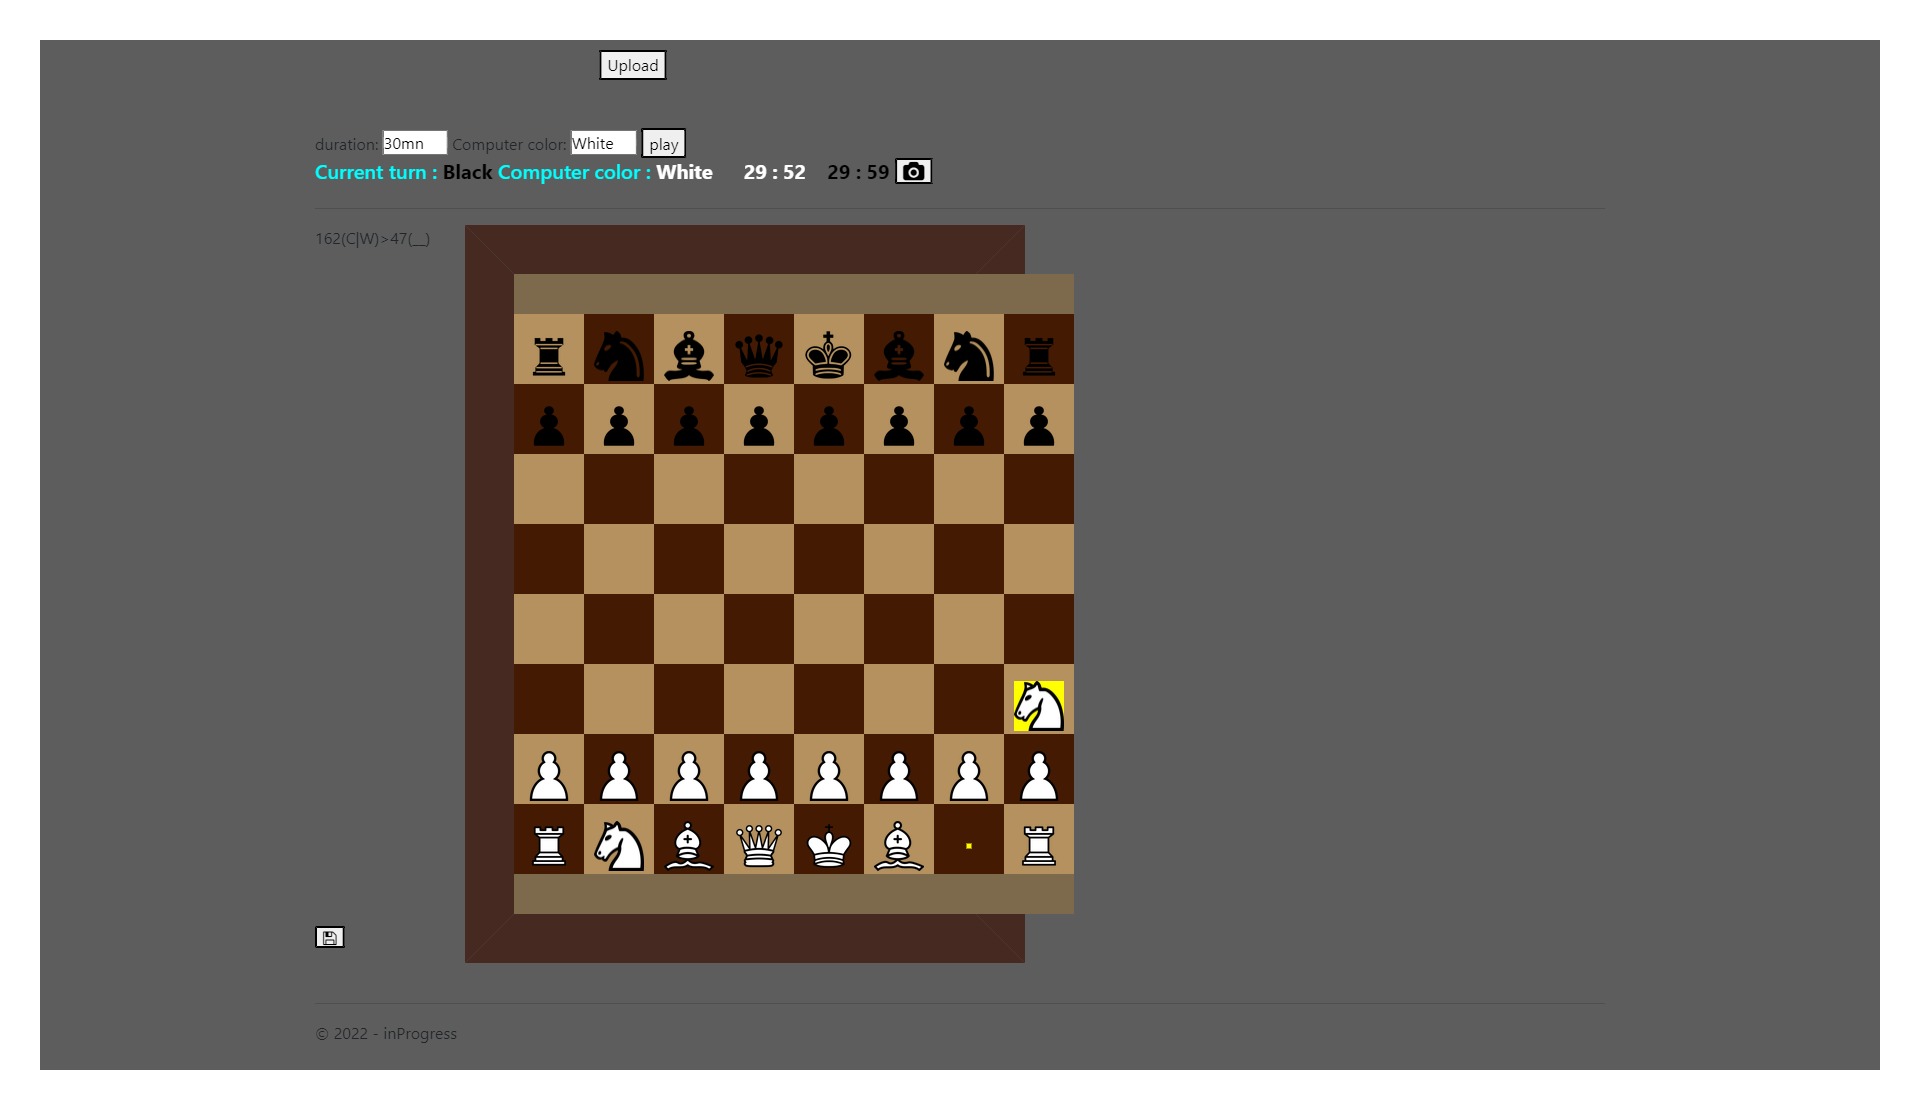 Upload
duration: 30mn Computer color: White play
Current turn : Black Computer color : White 29 : 52 29 : 59
162(C|W)>47(__)
© 2022 - inProgress